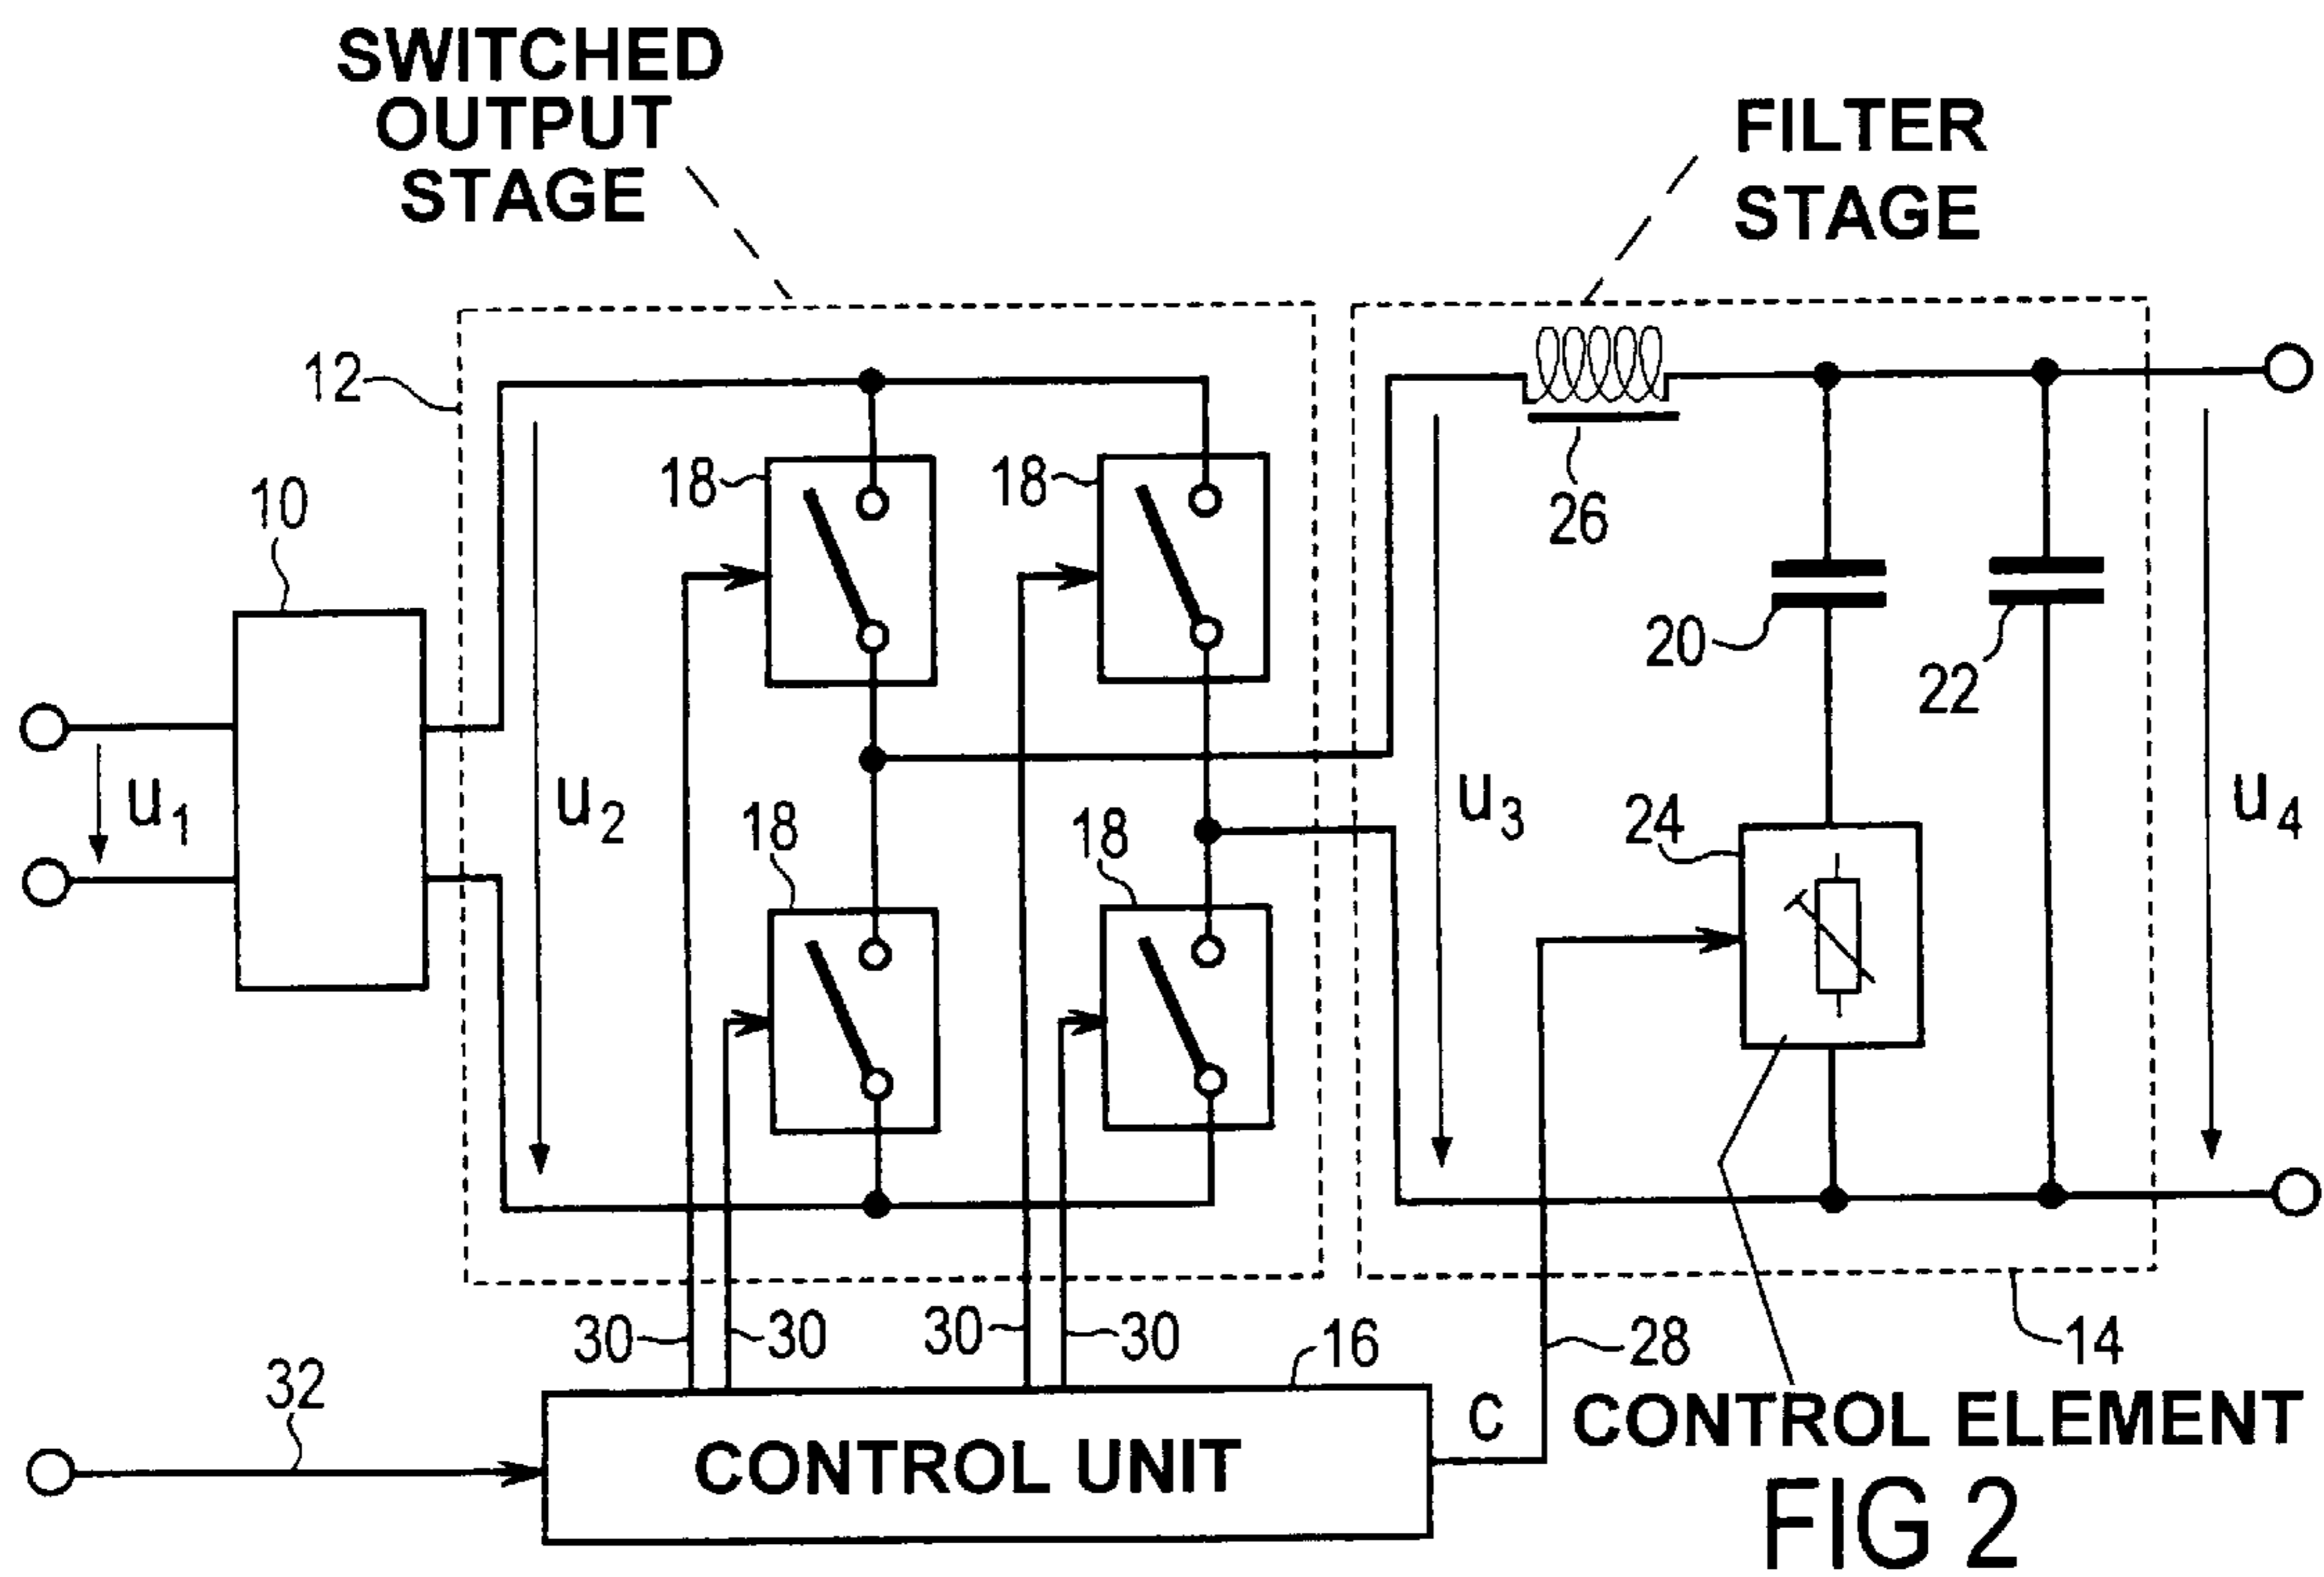 SWITCHED
OUTPUT
STAGE
FILTER
STAGE
12
10
18
18
26
20
22
u1
u2
18
18
u3
24
u4
30
30
30
30
16
28
14
32
C
CONTROL UNIT
CONTROL ELEMENT
FIG 2